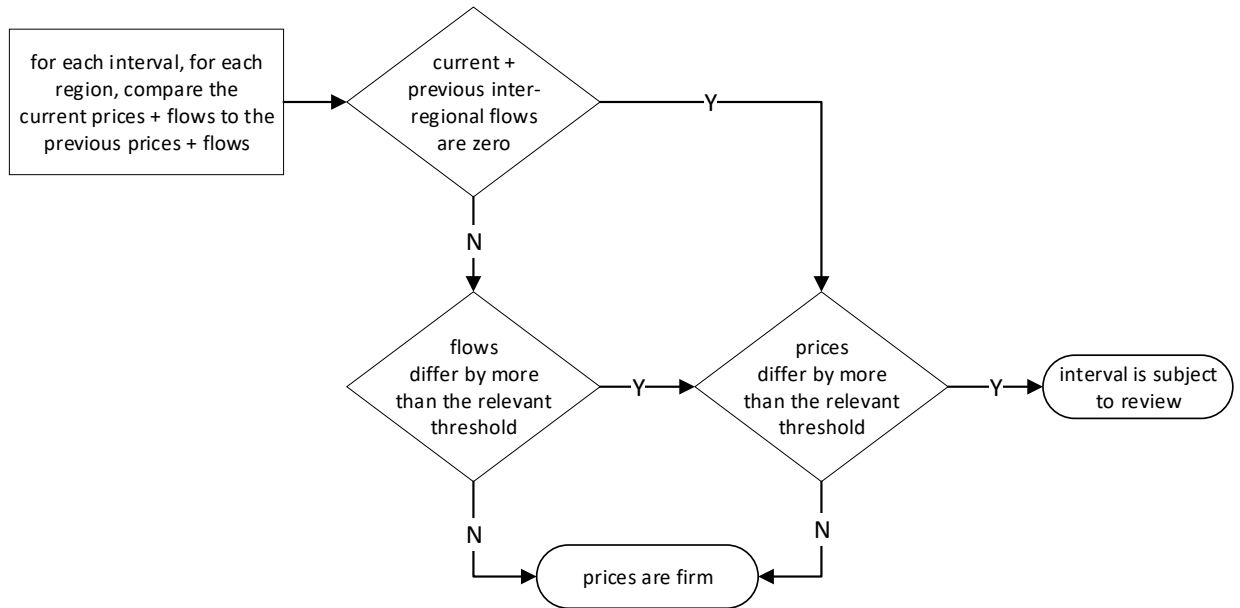 for each interval, for each
region, compare the
current prices + flows to the
previous prices + flows
current +
previous inter-
regional flows
are zero
Y
N
flows
differ by more
than the relevant
threshold
Y
prices
differ by more
than the relevant
threshold
Y
interval is subject
to review
N
N
prices are firm